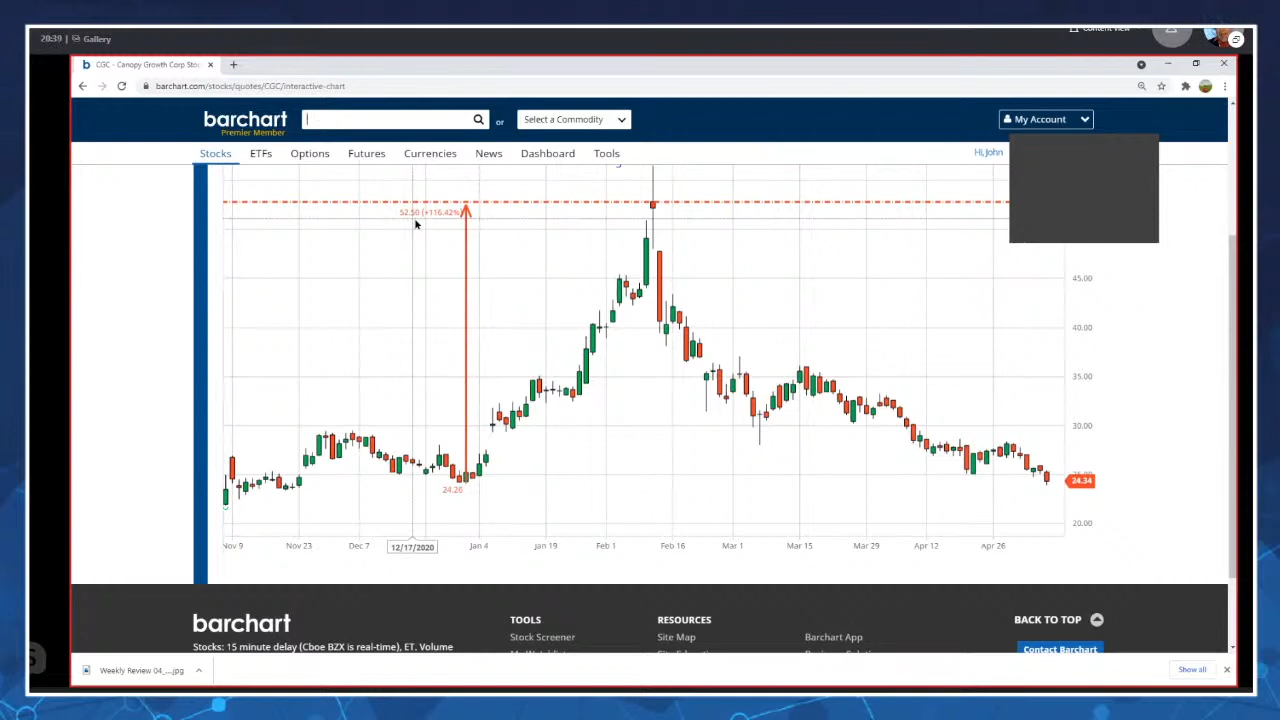 20:39 | Gallery
Content View
b CGC - Canopy Growth Corp Sto × +
barchart.com/stocks/quotes/CGC/interactive-chart
barchart
Premier Member
or
Select a Commodity
My Account
Stocks ETFs Options Futures Currencies News Dashboard Tools
Hi, John
52.50 (+116.42%)
45.00
40.00
35.00
30.00
24.34
24.26
20.00
Nov 9 Nov 23 Dec 7 12/17/2020 Jan 4 Jan 19 Feb 1 Feb 16 Mar 1 Mar 15 Mar 29 Apr 12 Apr 26
barchart
Stocks: 15 minute delay (Cboe BZX is real-time), ET. Volume
TOOLS
Stock Screener
RESOURCES
Site Map
Barchart App
BACK TO TOP
Contact Barchart
Weekly Review 04_....jpg
Show all